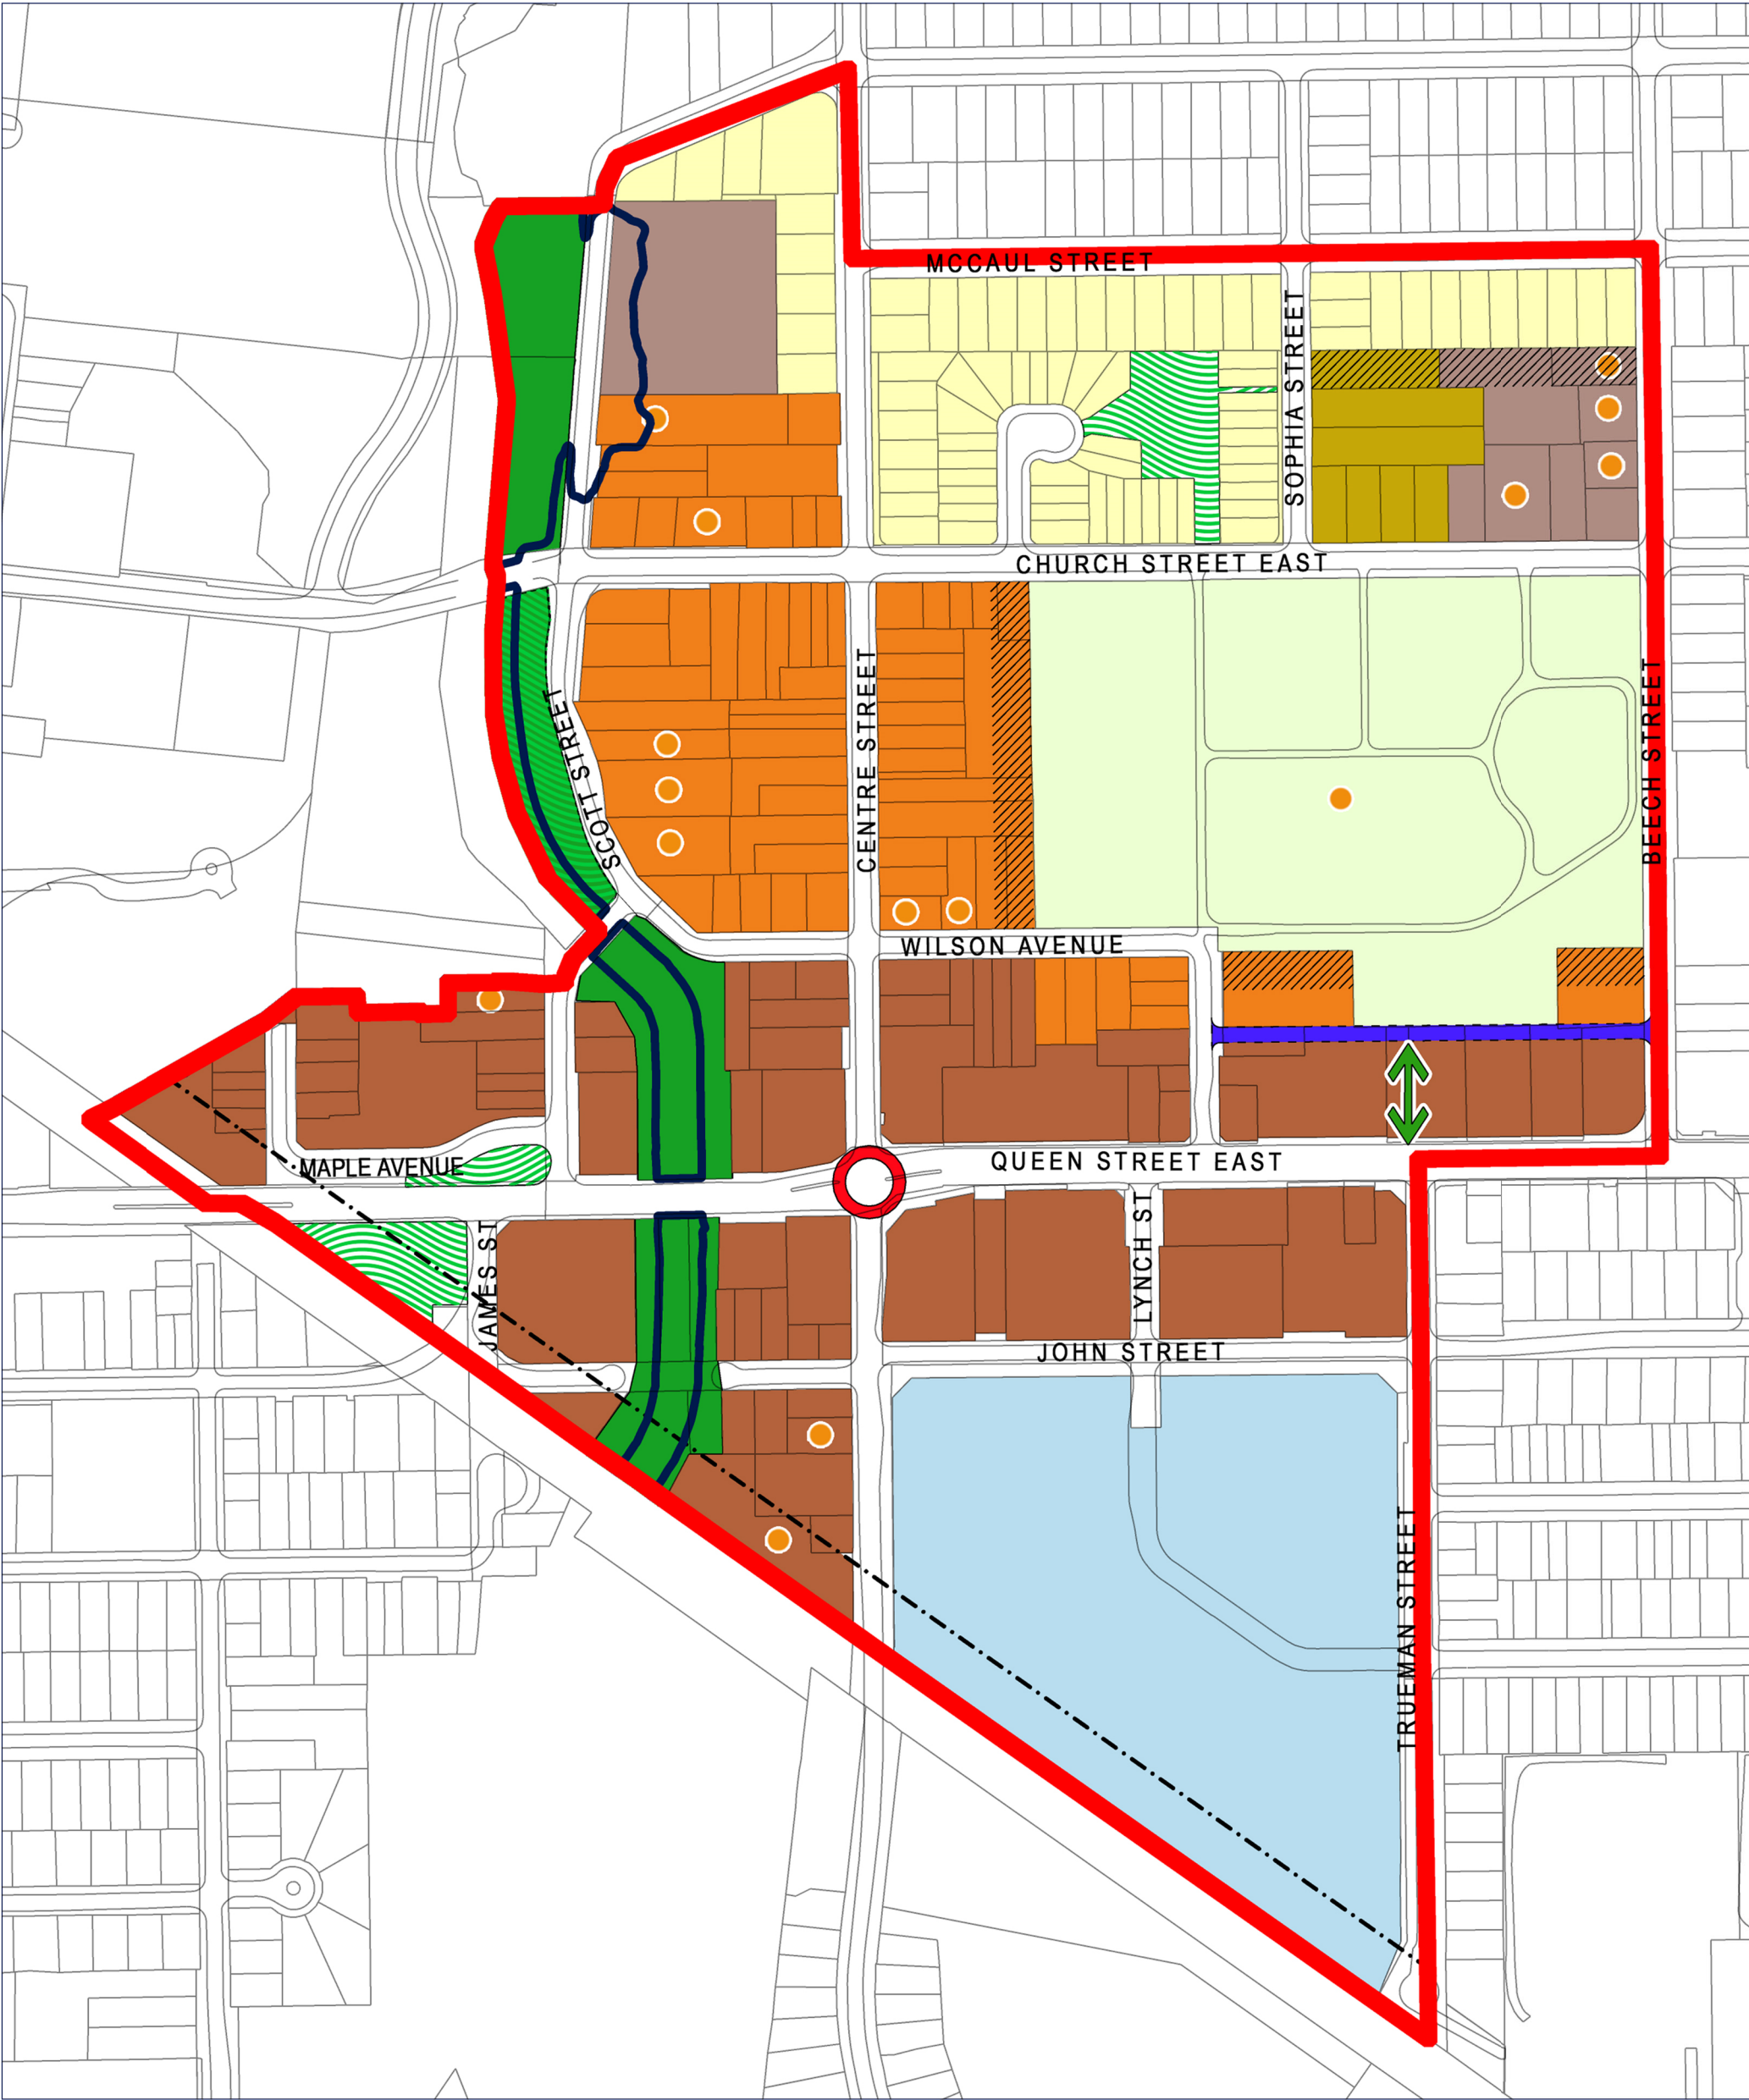 MCCAUL STREET
SOPHIA STREET
CHURCH STREET EAST
SCOTT STREET
CENTRE STREET
BEECH STREET
WILSON AVENUE
MAPLE AVENUE
QUEEN STREET EAST
JAMES ST
LYNCH ST
JOHN STREET
TRUEMAN STREET